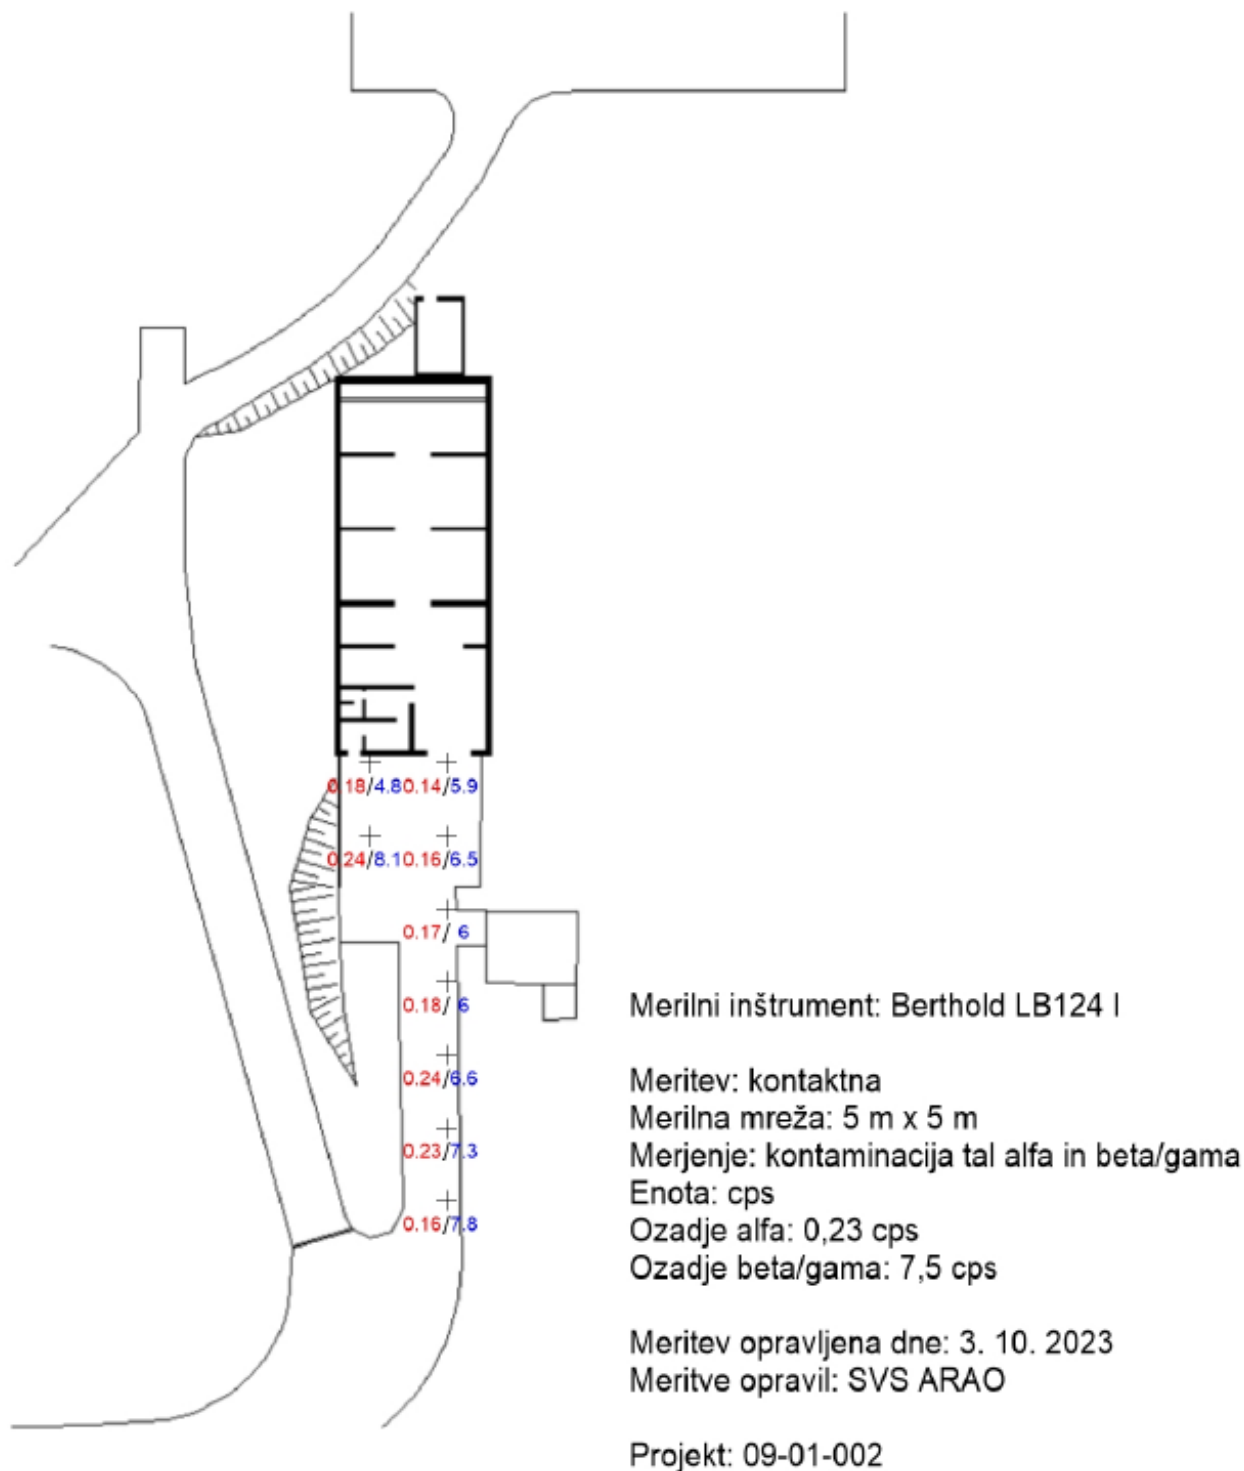 0.18/4.8 0.14/5.9
0.24/8.1 0.16/6.5
0.17/ 6
0.18/ 6
0.24/6.6
0.23/7.3
0.16/7.8
Merilni inštrument: Berthold LB124 I
Meritev: kontaktna
Merilna mreža: 5 m x 5 m
Merjenje: kontaminacija tal alfa in beta/gama
Enota: cps
Ozadje alfa: 0,23 cps
Ozadje beta/gama: 7,5 cps
Meritev opravljena dne: 3. 10. 2023
Meritve opravil: SVS ARAO
Projekt: 09-01-002